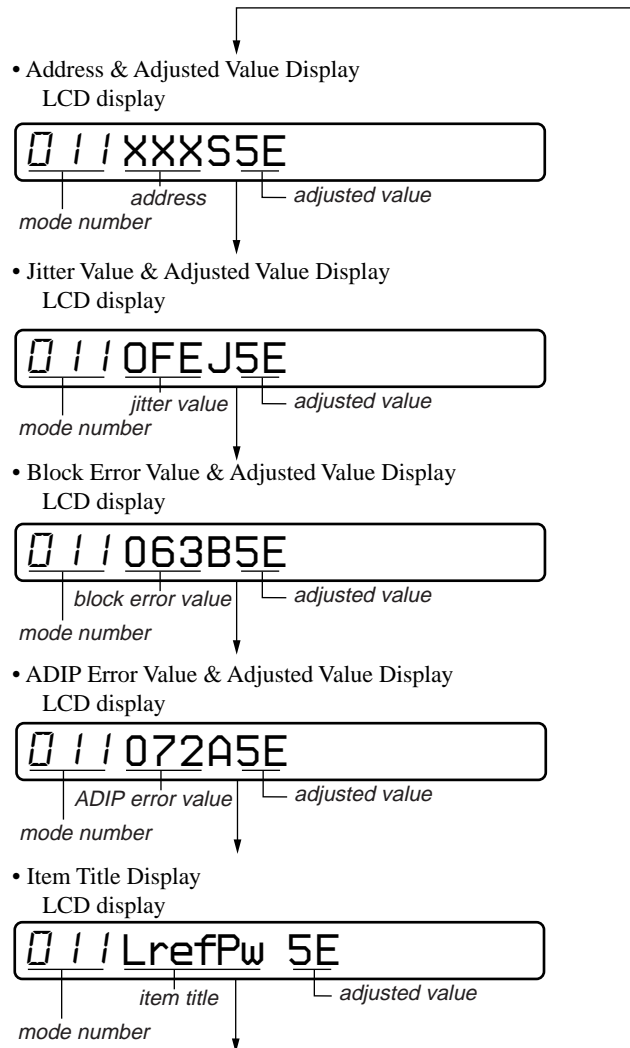 • Address & Adjusted Value Display
LCD display
011XXXS5E
address
adjusted value
mode number
• Jitter Value & Adjusted Value Display
LCD display
0110FEJ5E
jitter value
adjusted value
mode number
• Block Error Value & Adjusted Value Display
LCD display
011063B5E
block error value
adjusted value
mode number
• ADIP Error Value & Adjusted Value Display
LCD display
011072A5E
ADIP error value
adjusted value
mode number
• Item Title Display
LCD display
011LrefPw 5E
item title
adjusted value
mode number